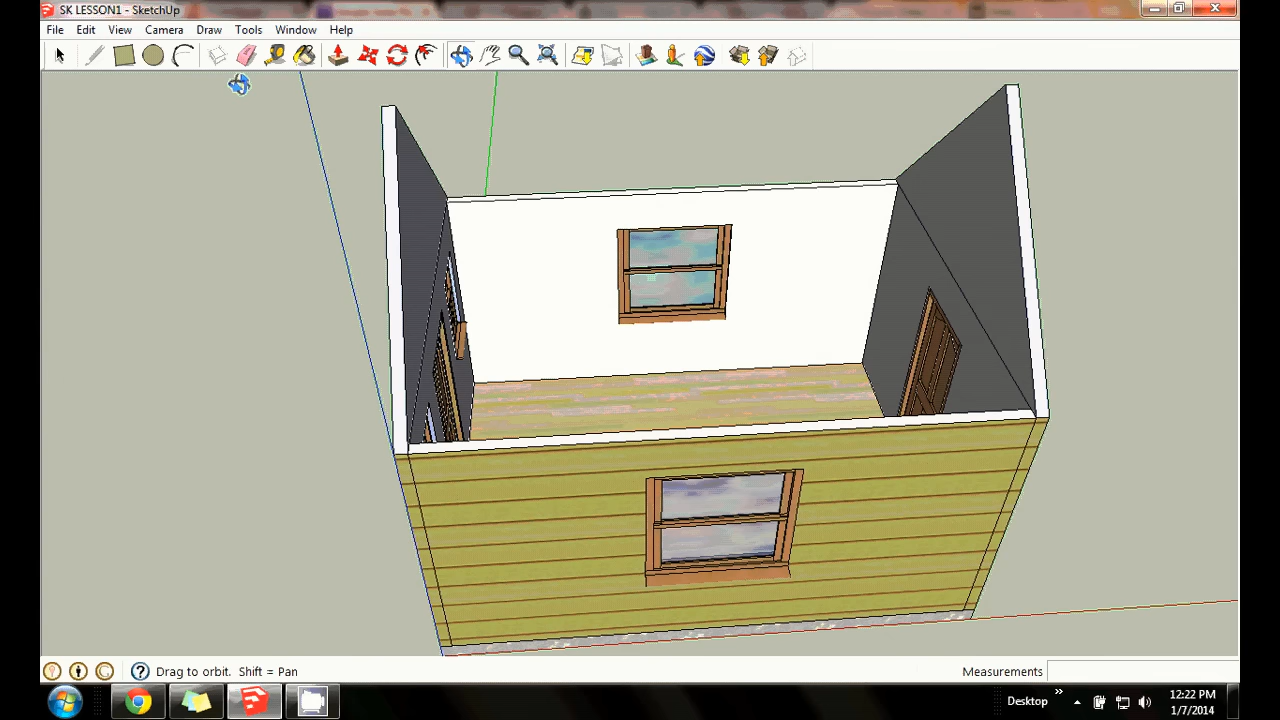 SK LESSON1 - SketchUp
File Edit View Camera Draw Tools Window Help
Drag to orbit. Shift = Pan
Measurements
Desktop
12:22 PM
1/7/2014